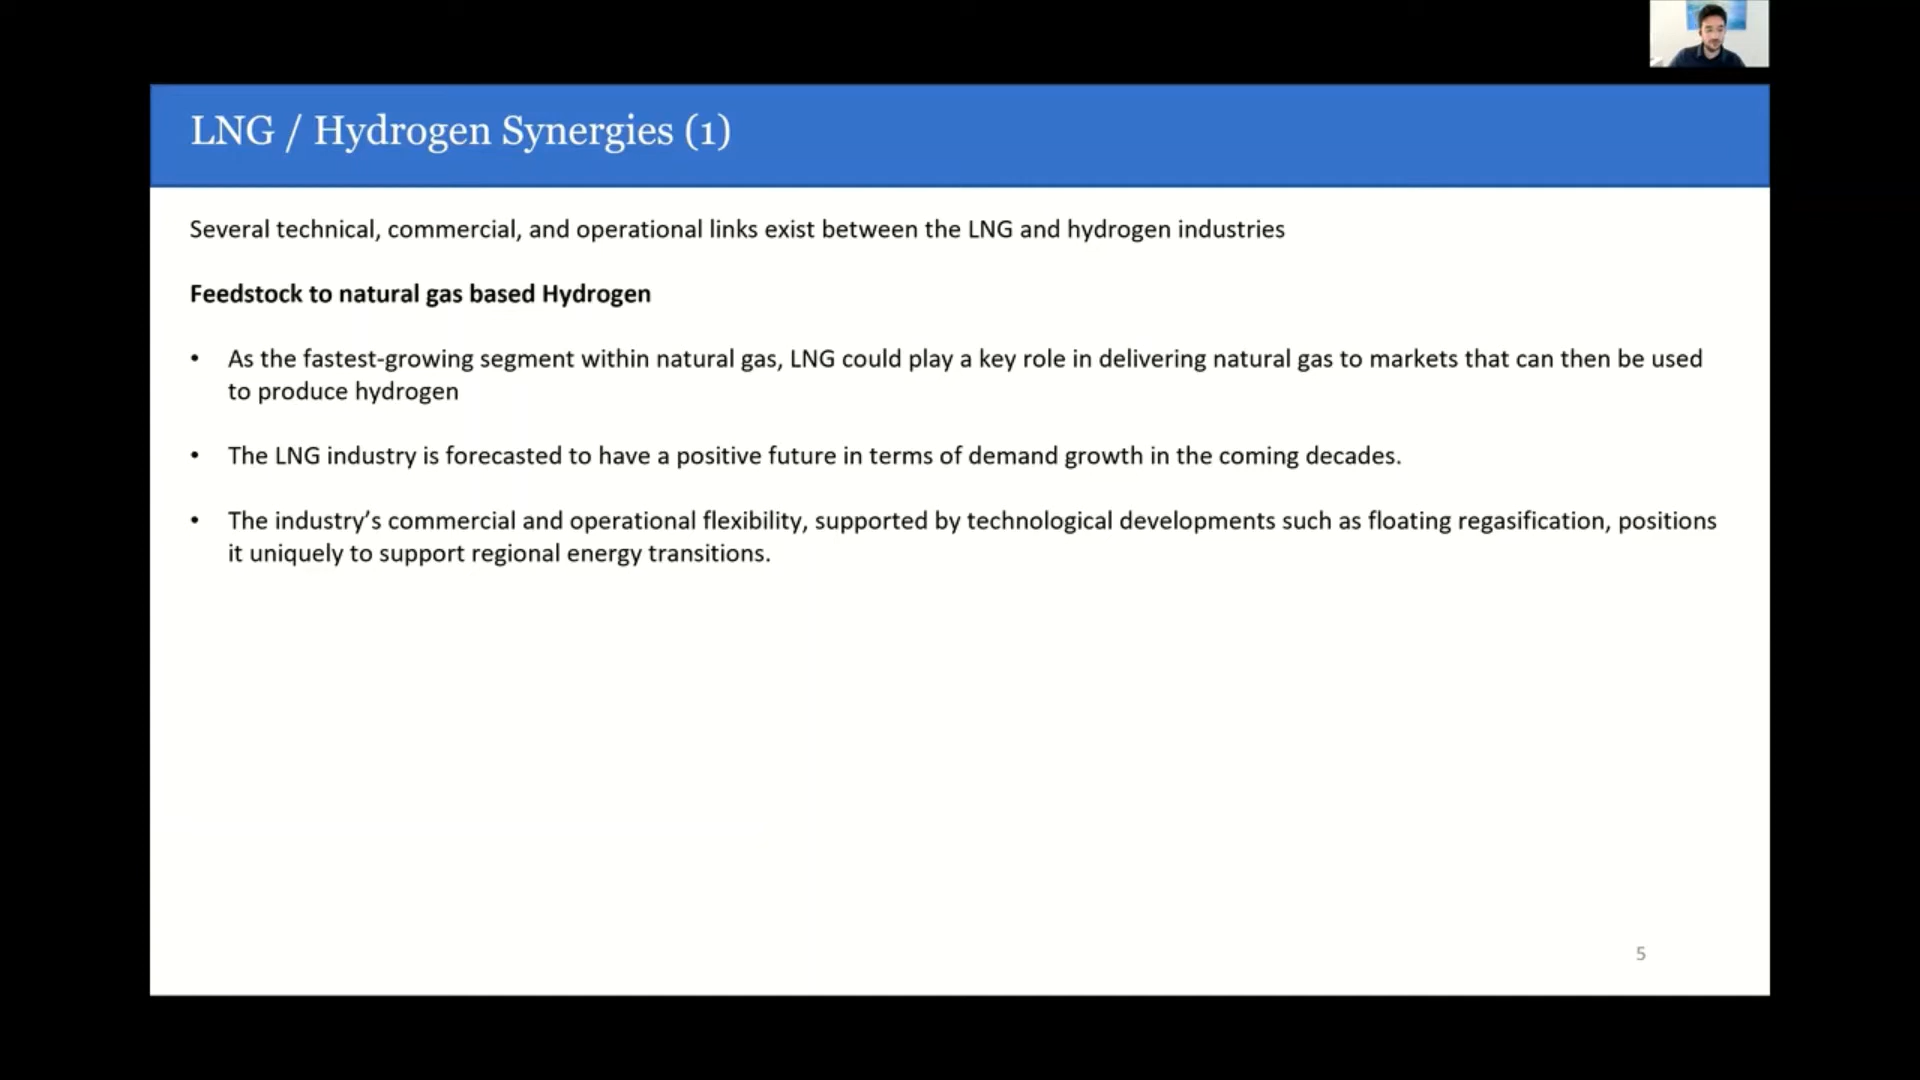 LNG / Hydrogen Synergies (1)
Several technical, commercial, and operational links exist between the LNG and hydrogen industries
Feedstock to natural gas based Hydrogen
• As the fastest-growing segment within natural gas, LNG could play a key role in delivering natural gas to markets that can then be used
to produce hydrogen
• The LNG industry is forecasted to have a positive future in terms of demand growth in the coming decades.
• The industry’s commercial and operational flexibility, supported by technological developments such as floating regasification, positions
it uniquely to support regional energy transitions.
5